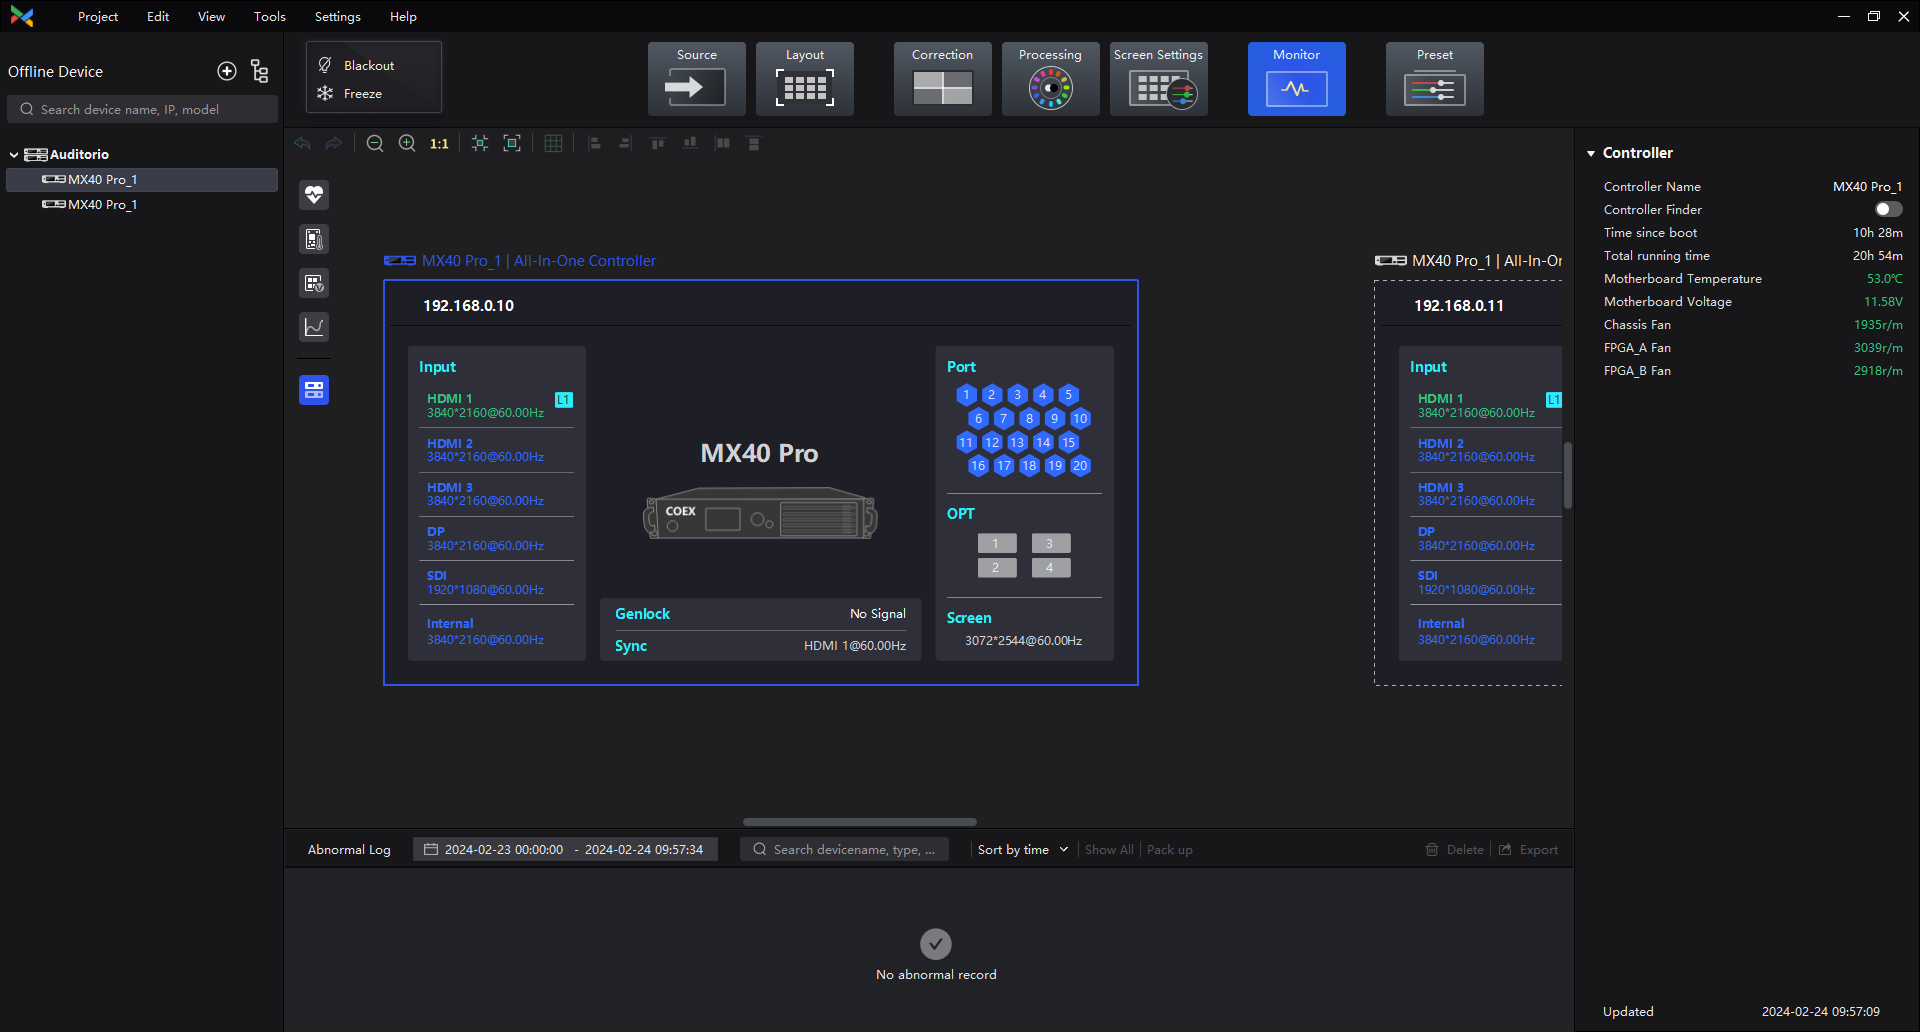 Project Edit View Tools Settings Help
Offline Device
Search device name, IP, model
Auditorio
MX40 Pro_1
MX40 Pro_1
Blackout
Freeze
Source Layout Correction Processing Screen Settings Monitor Preset
1:1
MX40 Pro_1 | All-In-One Controller
192.168.0.10
Input
HDMI 1
L1
3840*2160@60.00Hz
HDMI 2
3840*2160@60.00Hz
HDMI 3
3840*2160@60.00Hz
DP
3840*2160@60.00Hz
SDI
1920*1080@60.00Hz
Internal
3840*2160@60.00Hz
MX40 Pro
COEX
Genlock No Signal
Sync HDMI 1@60.00Hz
Port
1 2 3 4 5
6 7 8 9 10
11 12 13 14 15
16 17 18 19 20
OPT
1 3
2 4
Screen
3072*2544@60.00Hz
MX40 Pro_1 | All-In-Or
192.168.0.11
Input
HDMI 1
L1
3840*2160@60.00Hz
HDMI 2
3840*2160@60.00Hz
HDMI 3
3840*2160@60.00Hz
DP
3840*2160@60.00Hz
SDI
1920*1080@60.00Hz
Internal
3840*2160@60.00Hz
Controller
Controller Name MX40 Pro_1
Controller Finder
Time since boot 10h 28m
Total running time 20h 54m
Motherboard Temperature 53.0℃
Motherboard Voltage 11.58V
Chassis Fan 1935r/m
FPGA_A Fan 3039r/m
FPGA_B Fan 2918r/m
Abnormal Log 2024-02-23 00:00:00 - 2024-02-24 09:57:34 Search devicename, type, ... Sort by time Show All Pack up Delete Export
No abnormal record
Updated 2024-02-24 09:57:09